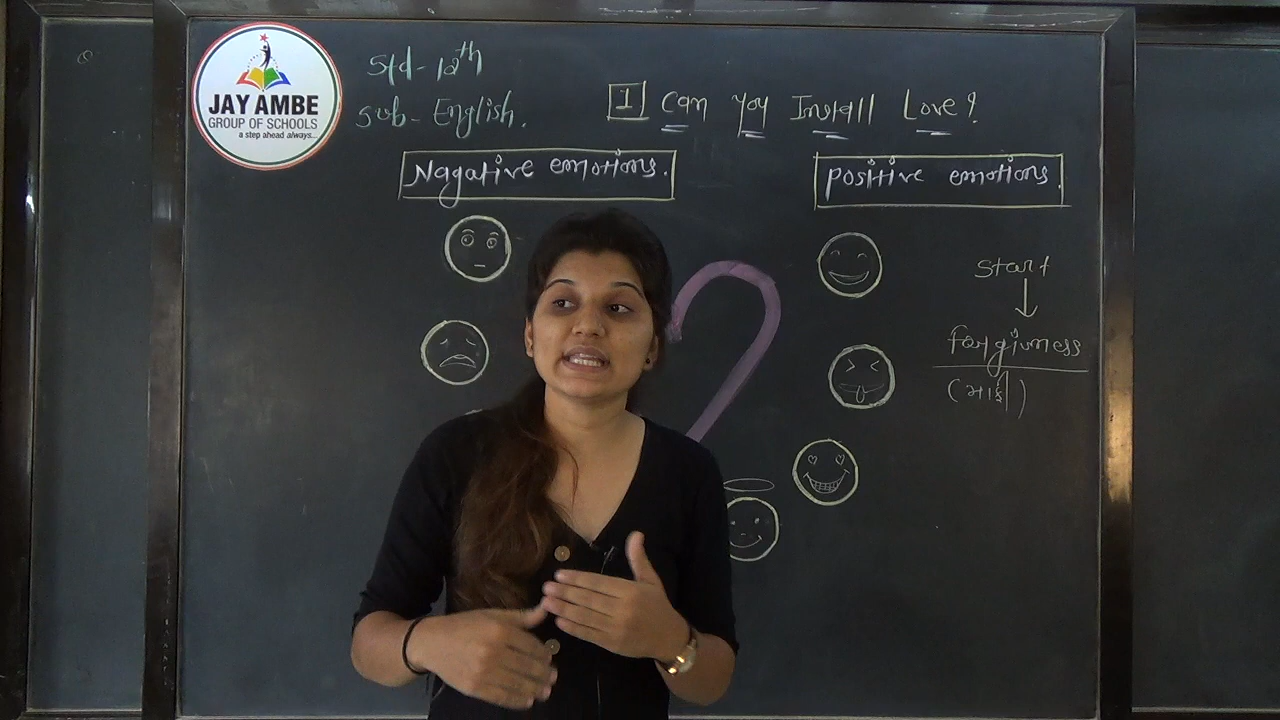 JAY AMBE
GROUP OF SCHOOLS
a step ahead always...
Std - 12th
Sub - English.
1 Can you Install Love?
Nagative emotions.
Positive emotions.
Start
Forgivness
(માફી)